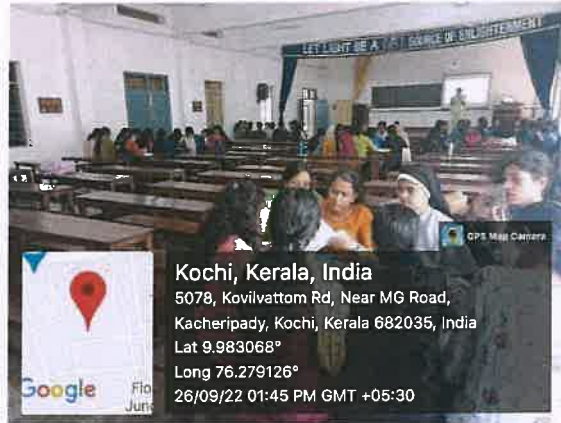 LET LIGHT BE A SOURCE OF ENLIGHTENMENT
GPS Map Camera
Kochi, Kerala, India
5078, Kovilvattom Rd, Near MG Road,
Kacheripady, Kochi, Kerala 682035, India
Lat 9.983068°
Long 76.279126°
26/09/22 01:45 PM GMT +05:30
Google
Flo
Junc